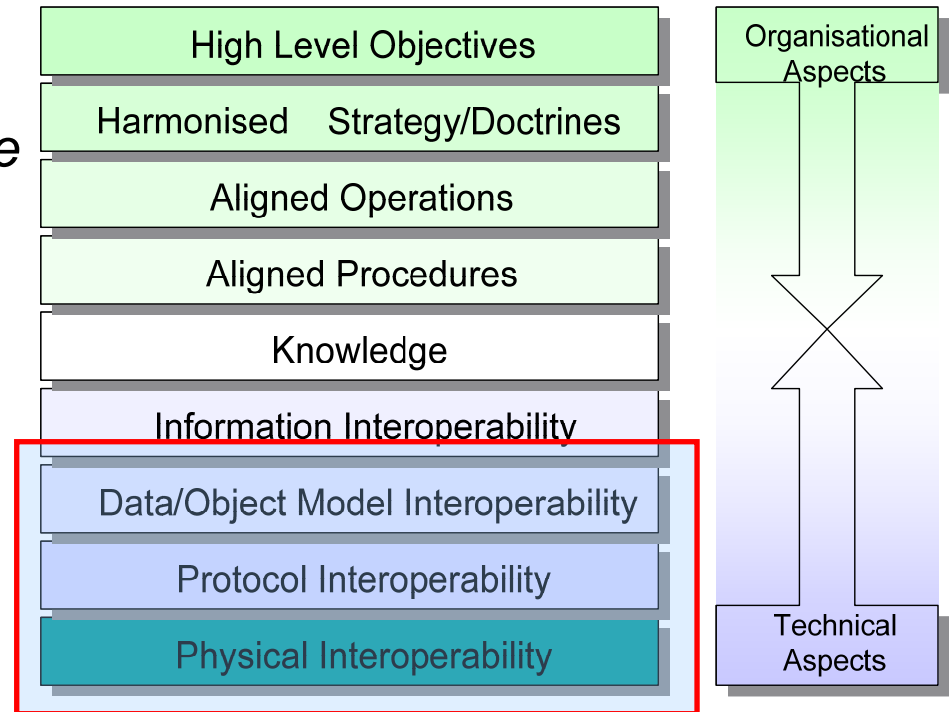 High Level Objectives
Harmonised Strategy/Doctrines
e
Aligned Operations
Aligned Procedures
Knowledge
Information Interoperability
Data/Object Model Interoperability
Protocol Interoperability
Physical Interoperability
Organisational
Aspects
Technical
Aspects